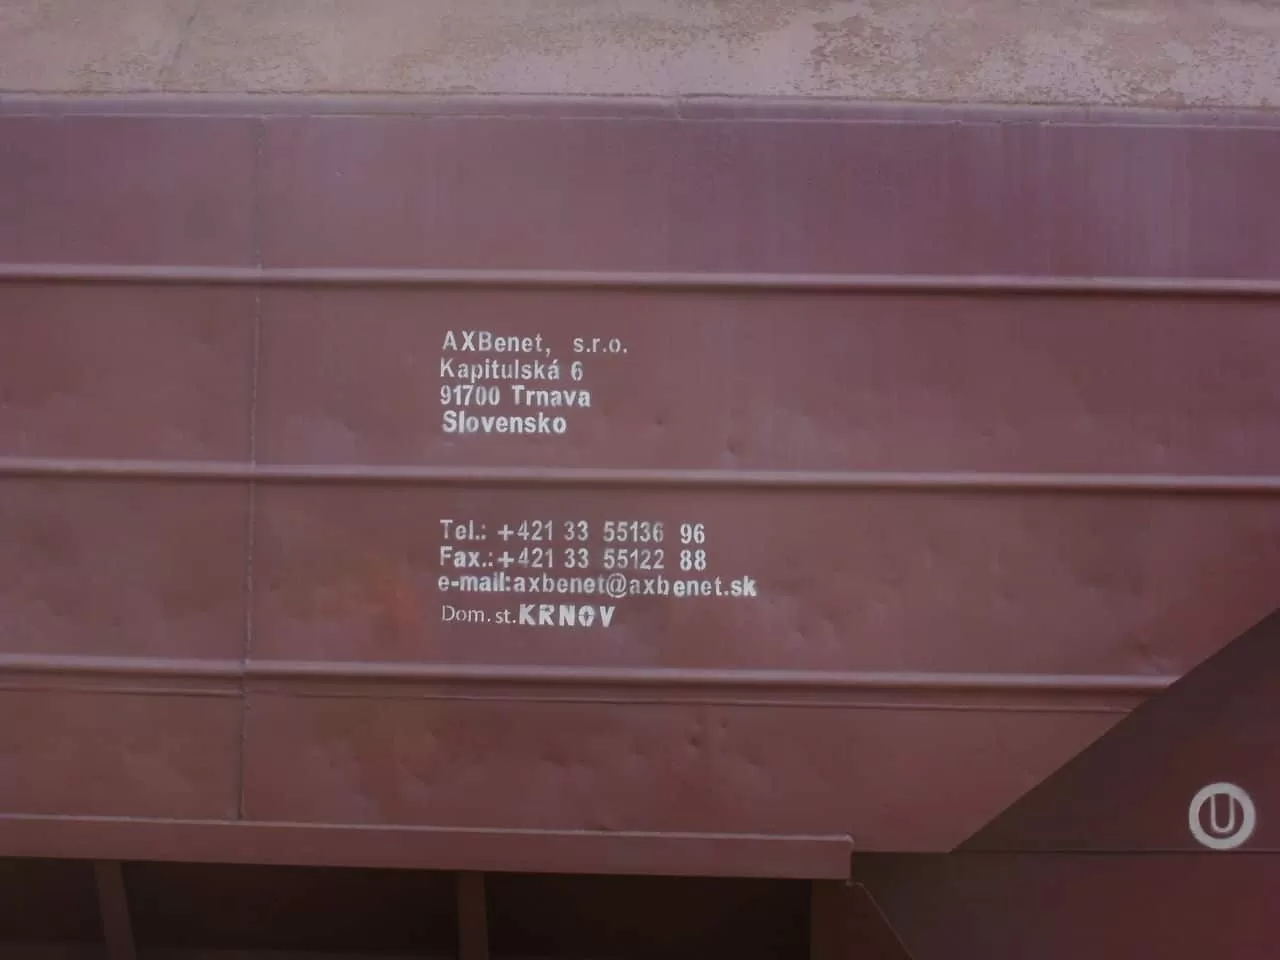 AXBenet, s.r.o.
Kapitulská 6
91700 Trnava
Slovensko
Tel.: +421 33 55136 96
Fax.:+421 33 55122 88
e-mail:axbenet@axbenet.sk
Dom. st. KRNOV
U